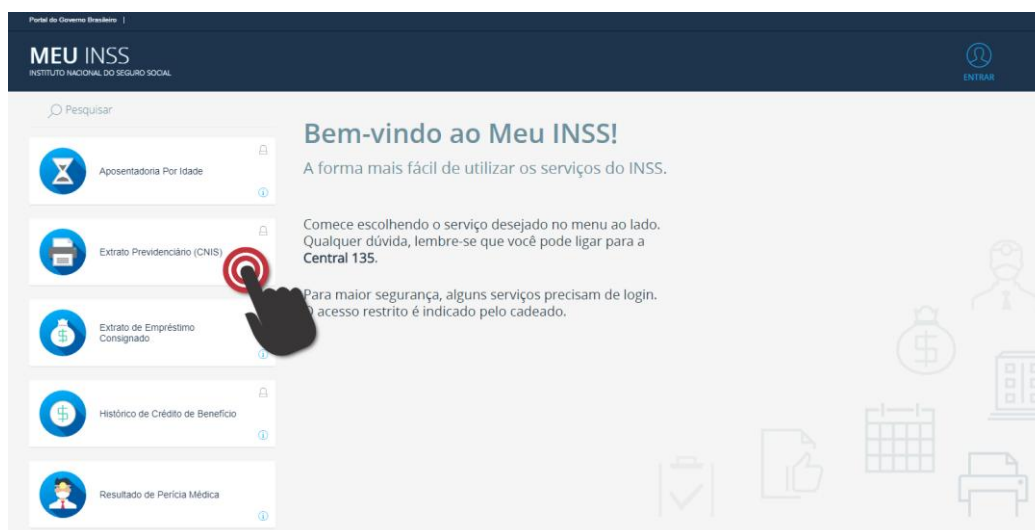 Portal do Governo Brasileiro |
MEU INSS
INSTITUTO NACIONAL DO SEGURO SOCIAL
ENTRAR
Pesquisar
Aposentadoria Por Idade
Extrato Previdenciário (CNIS)
Extrato de Empréstimo
Consignado
Histórico de Crédito de Benefício
Resultado de Perícia Médica
Bem-vindo ao Meu INSS!
A forma mais fácil de utilizar os serviços do INSS.
Comece escolhendo o serviço desejado no menu ao lado.
Qualquer dúvida, lembre-se que você pode ligar para a
Central 135.
Para maior segurança, alguns serviços precisam de login.
acesso restrito é indicado pelo cadeado.